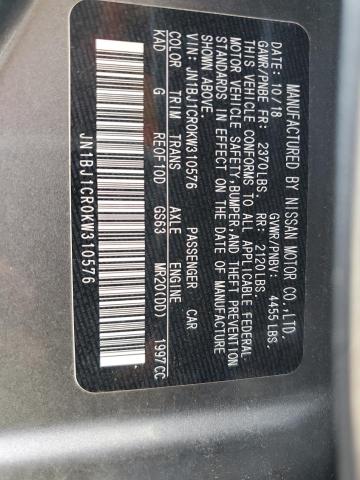 MANUFACTURED BY NISSAN MOTOR CO.,LTD.
DATE: 10/18 GVWR/PNBV: 4455 LBS.
GAWR/PNBE FR: 2370LBS. RR: 2120LBS.
THIS VEHICLE CONFORMS TO ALL APPLICABLE FEDERAL
MOTOR VEHICLE SAFETY,BUMPER,AND THEFT PREVENTION
STANDARDS IN EFFECT ON THE DATE OF MANUFACTURE
SHOWN ABOVE.
VIN: JN1BJ1CR0KW310576 PASSENGER CAR
COLOR TRIM TRANS AXLE ENGINE
KAD G RE0F10D GS63 MR20(DD) 1997CC
JN1BJ1CR0KW310576